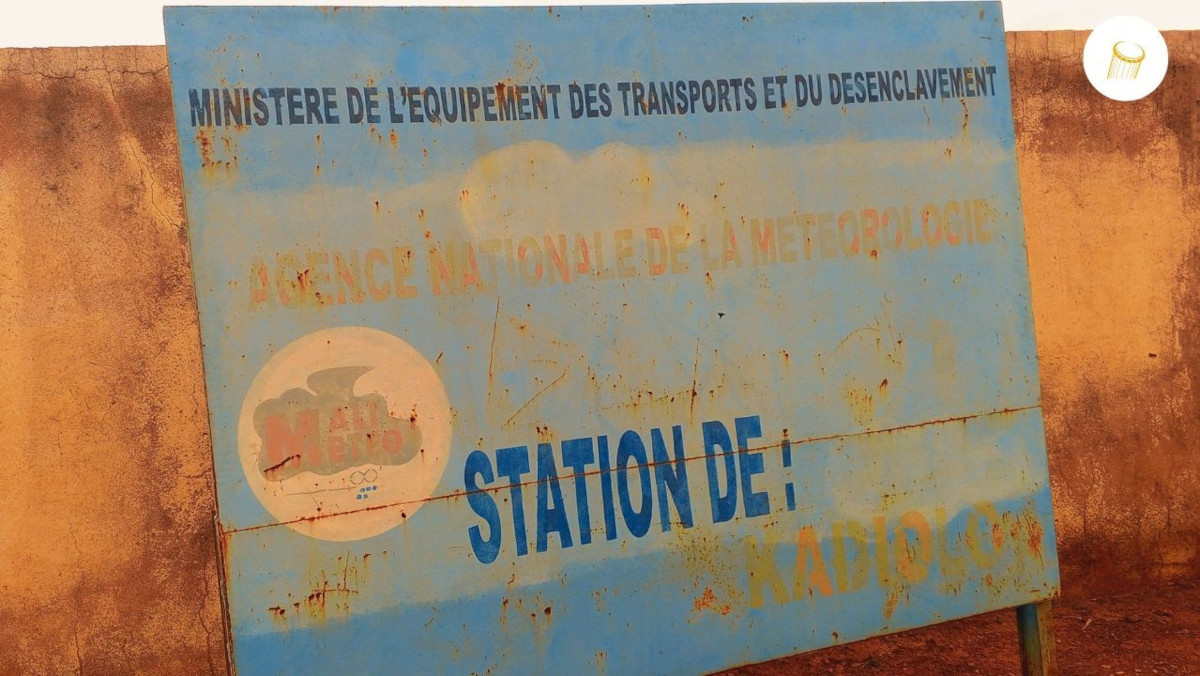 MINISTERE DE L'EQUIPEMENT DES TRANSPORTS ET DU DESENCLAVEMENT
AGENCE NATIONALE DE LA METEOROLOGIE
MALI
METEO
STATION DE :
KADIOLO